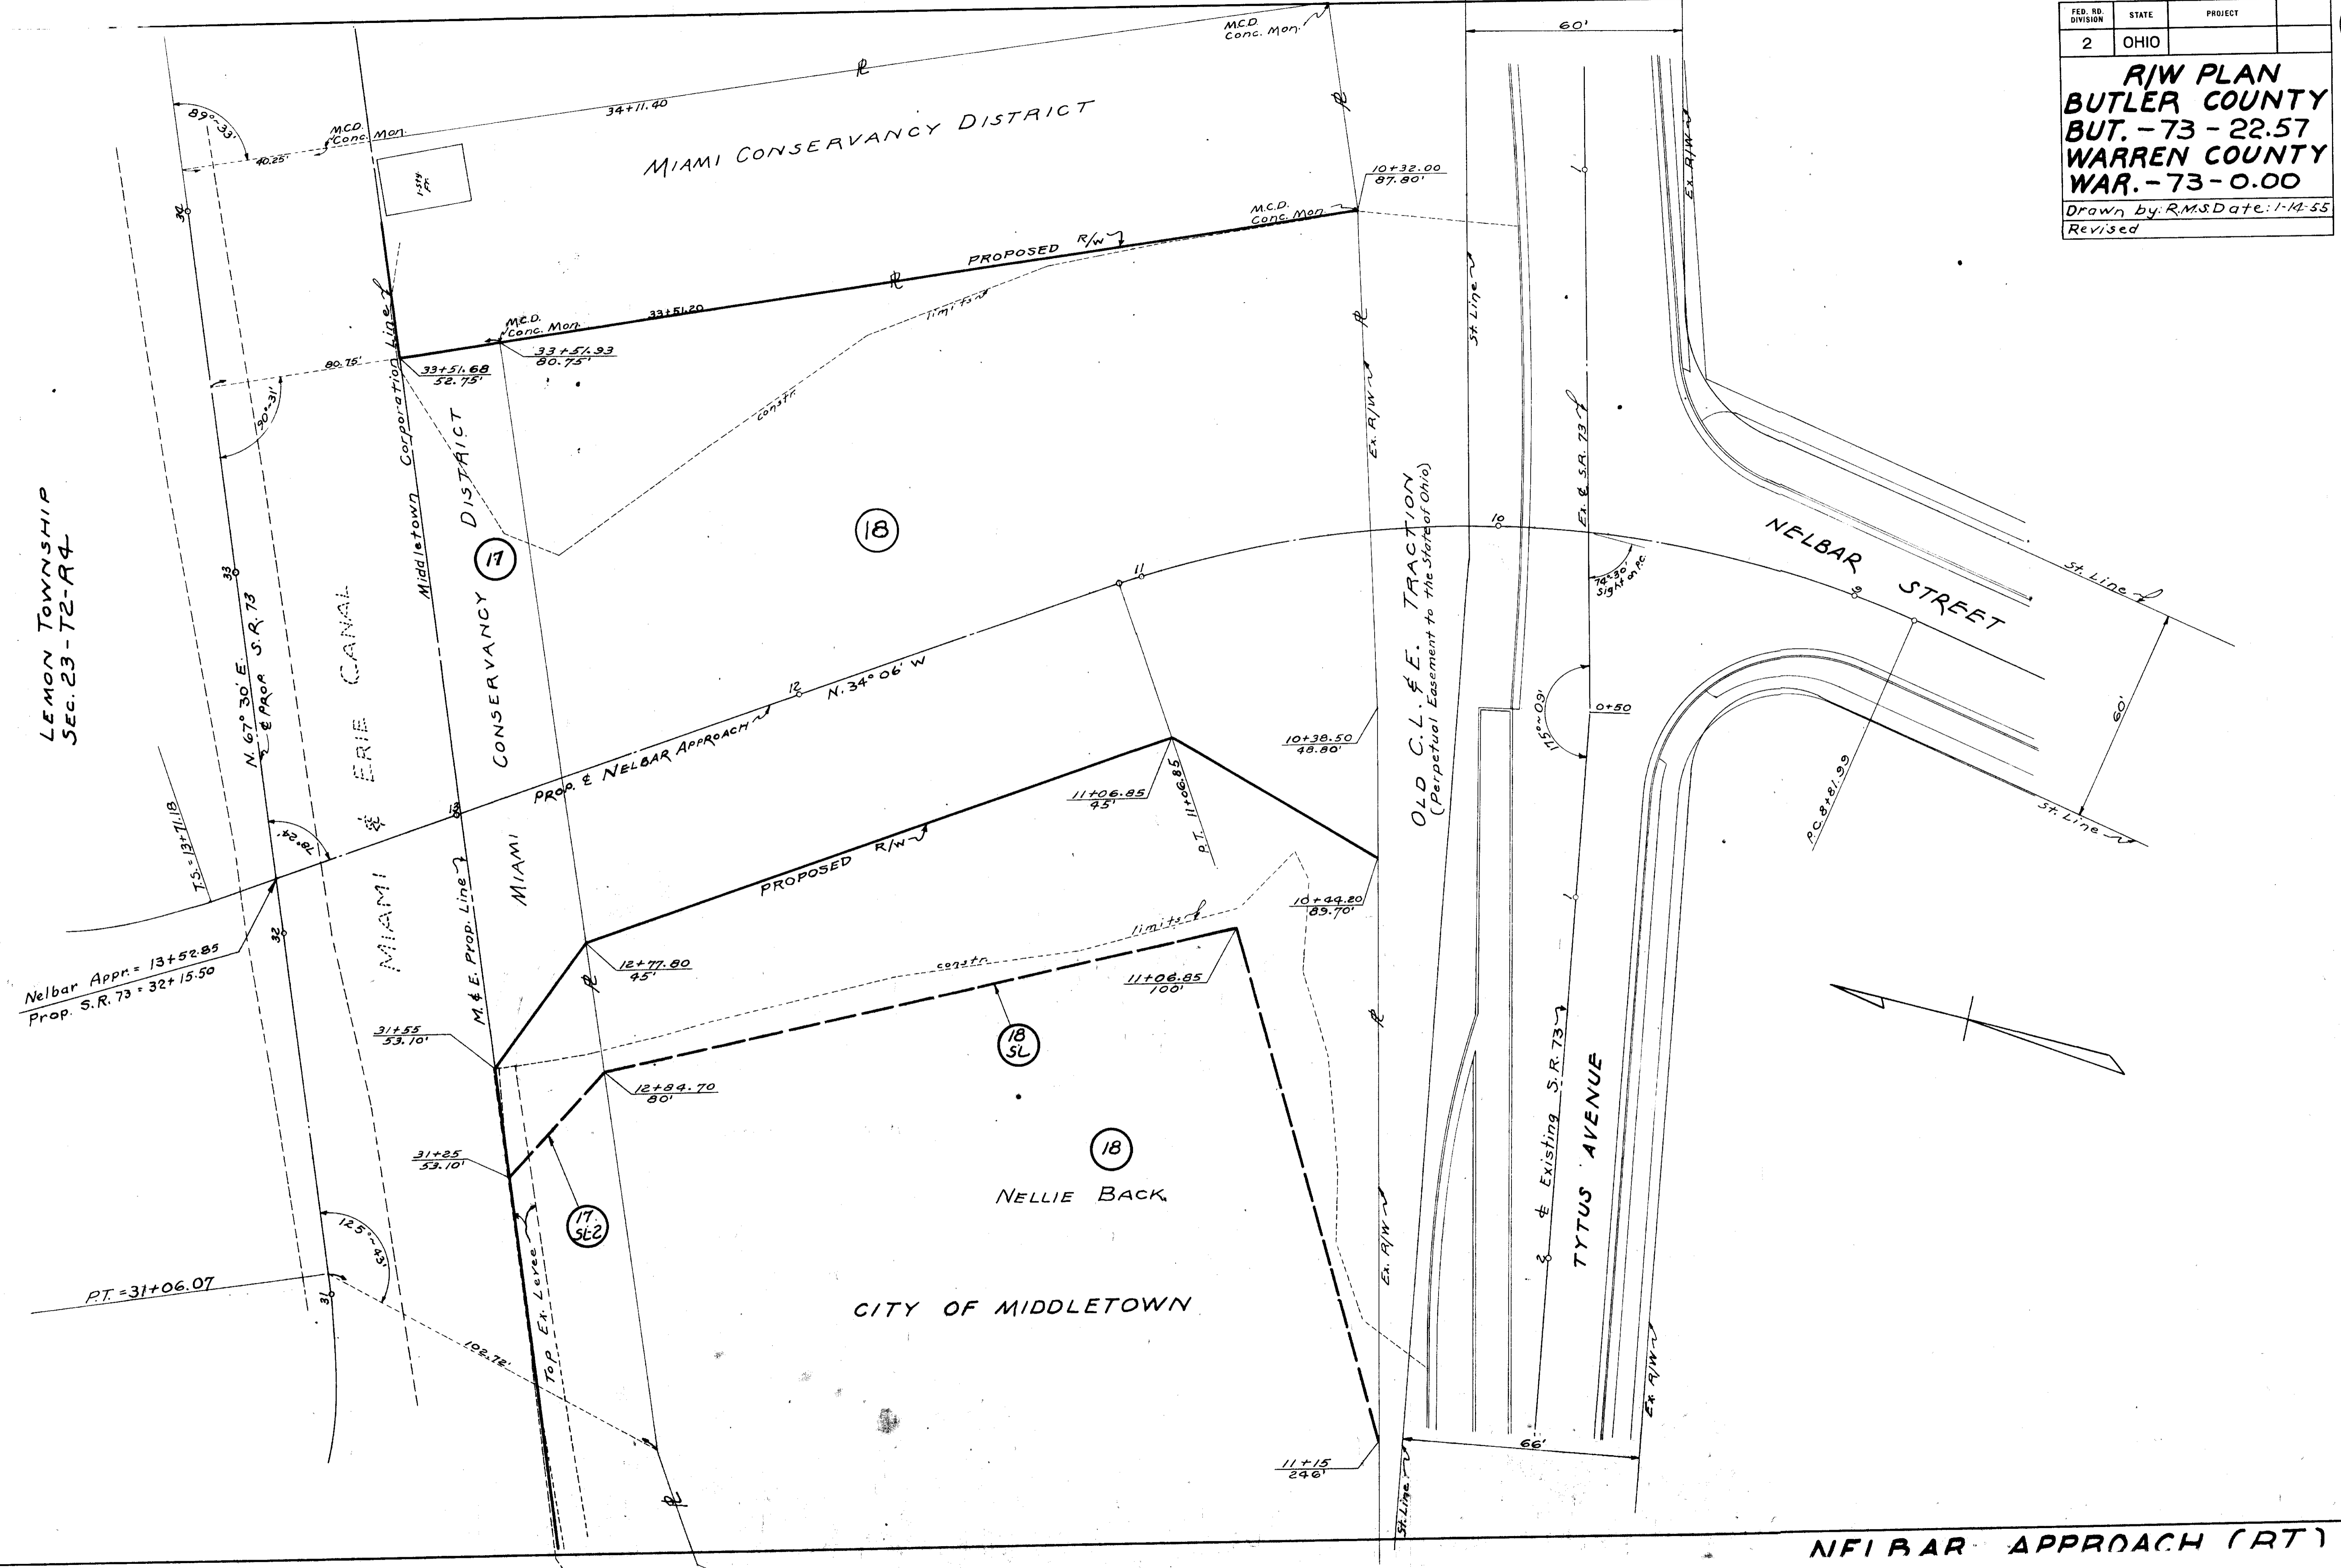 FED. RD. DIVISION STATE PROJECT
2 OHIO
R/W PLAN
BUTLER COUNTY
BUT. - 73 - 22.57
WARREN COUNTY
WAR. - 73 - 0.00
Drawn by: R.M.S. Date: 1-14-55
Revised
M.C.D.
Conc. Mon.
60'
89°-33'
40.25'
M.C.D.
Conc. Mon.
34+11.40
MIAMI CONSERVANCY DISTRICT
1-Sty.
Fr.
10+32.00
87.80'
M.C.D.
Conc. Mon.
Ex. R/W
34
PROPOSED R/W
limits
constr.
33+51.20
M.C.D.
Conc. Mon.
33+51.93
80.75'
33+51.68
52.75'
80.75'
90°-31'
Middletown Corporation Line
St. Line
Ex. R/W
Ex. ℄ S.R. 73
1
LEMON TOWNSHIP
SEC. 23-T2-R4
33
N. 67° 30' E.
℄ PROP. S.R. 73
MIAMI & ERIE CANAL
MIAMI CONSERVANCY DISTRICT
17
18
OLD C.L. & E. TRACTION
(Perpetual Easement to the State of Ohio)
10
11
12
13
9
74°-30'
Sight on P.C.
NELBAR STREET
St. Line
60'
St. Line
P.C. 8+81.99
N. 34° 06' W
PROP. ℄ NELBAR APPROACH
10+38.50
48.80'
175°-09'
0+50
T.S. = 13+71.18
78°-24'
11+06.85
45'
P.T. 11+06.85
PROPOSED R/W
10+44.20
89.70'
1
32
Nelbar Appr. = 13+52.85
Prop. S.R. 73 = 32+15.50
M. & E. Prop. Line
12+77.80
45'
constr. limits
11+06.85
100'
31+55
53.10'
18
SL
12+84.70
80'
31+25
53.10'
17
SL-2
18
NELLIE BACK
CITY OF MIDDLETOWN
Top Ex. Levee
125°-43'
P.T. = 31+06.07
31
102.72'
Ex. R/W
2
℄ Existing S.R. 73
TYTUS AVENUE
Ex. R/W
66'
11+15
246'
St. Line
NELBAR APPROACH (RT)